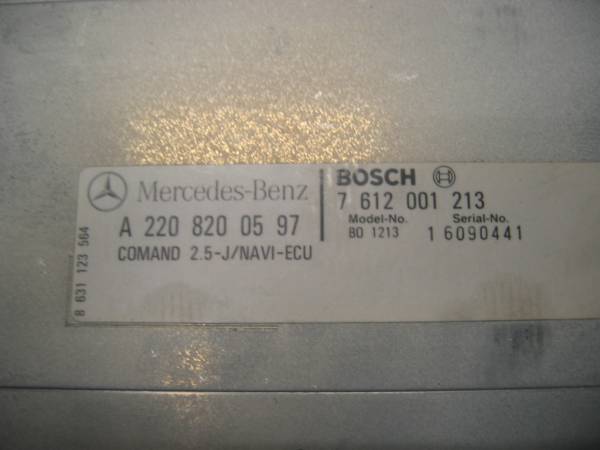 Mercedes-Benz
A 220 820 05 97
COMAND 2.5-J/NAVI-ECU
BOSCH
7 612 001 213
Model-No. Serial-No.
BO 1213 16090441
8 631 123 564